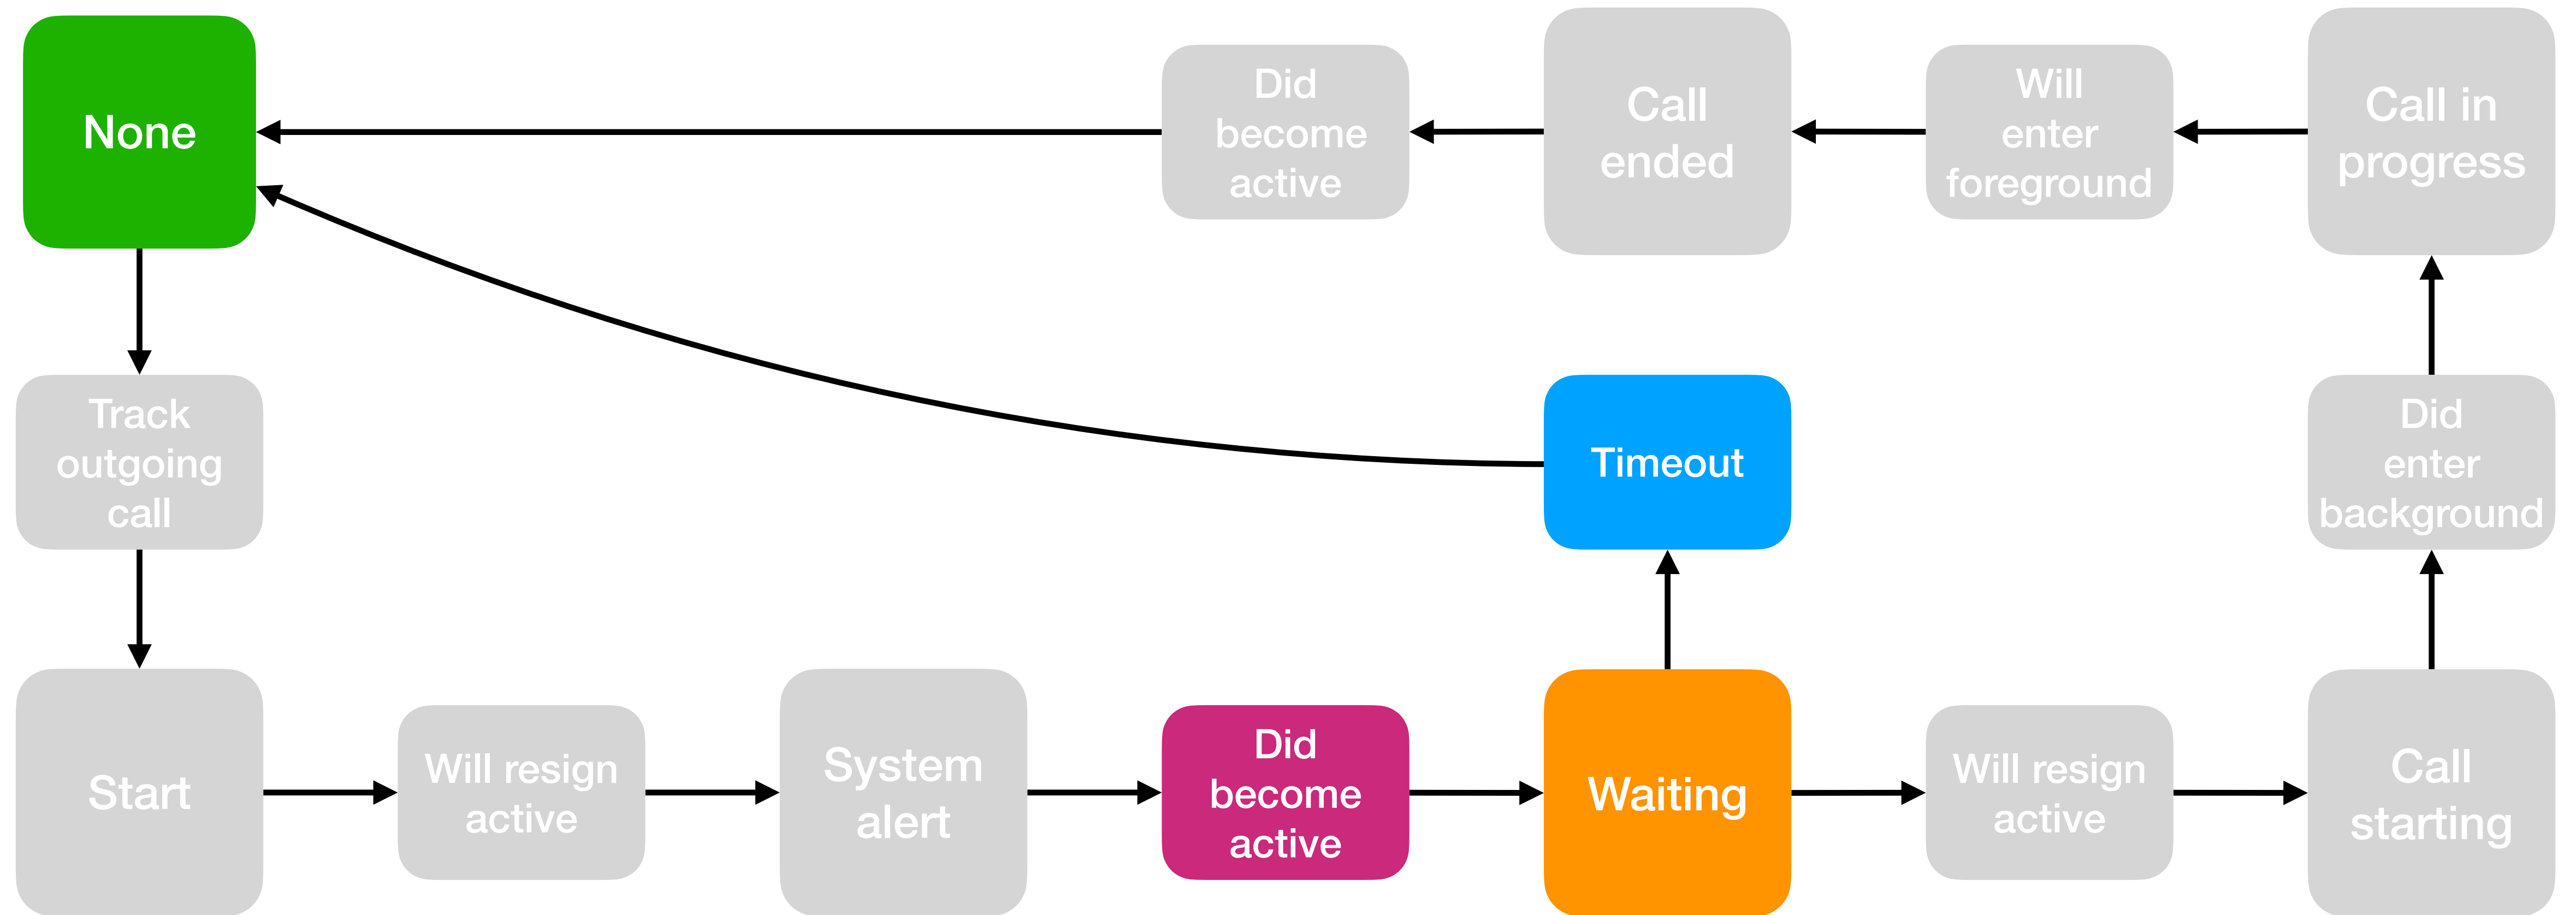 None
Did
become
active
Call
ended
Will
enter
foreground
Call in
progress
Track
outgoing
call
Timeout
Did
enter
background
Start
Will resign
active
System
alert
Did
become
active
Waiting
Will resign
active
Call
starting